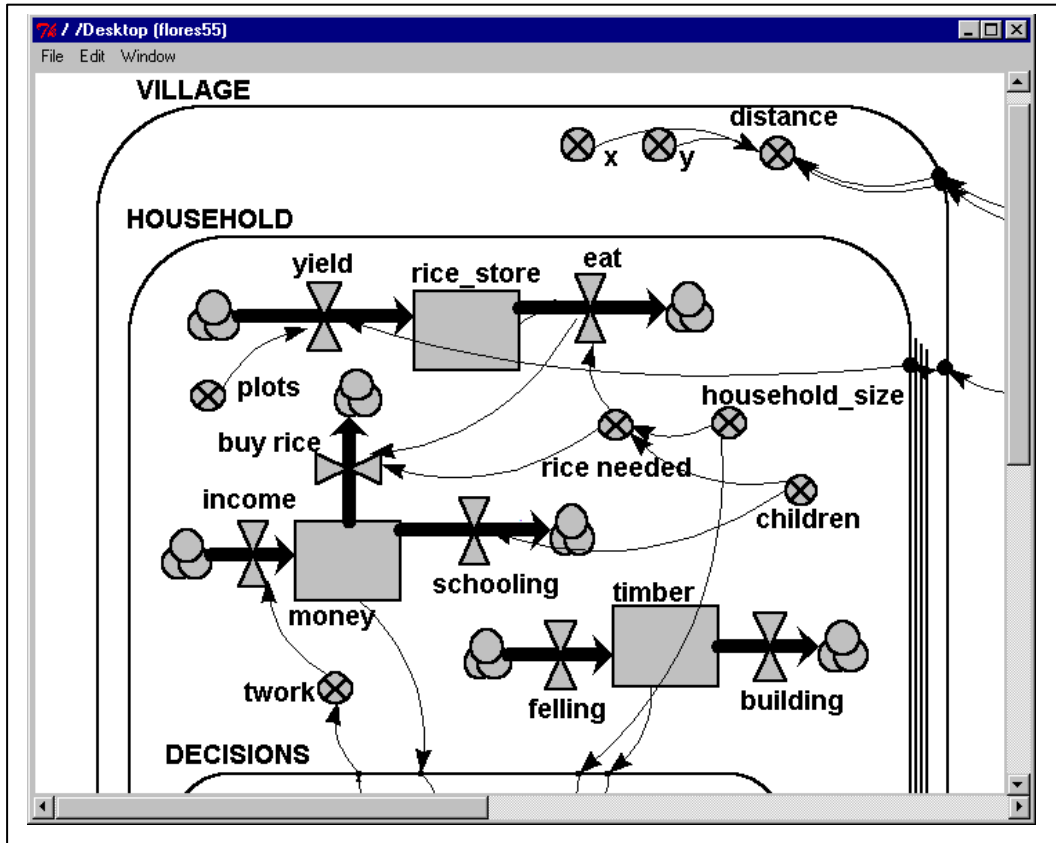 / /Desktop (flores55)
File Edit Window
VILLAGE
distance
x y
HOUSEHOLD
yield
rice_store
eat
plots
household_size
buy rice
rice needed
income
children
schooling
timber
money
twork
felling
building
DECISIONS